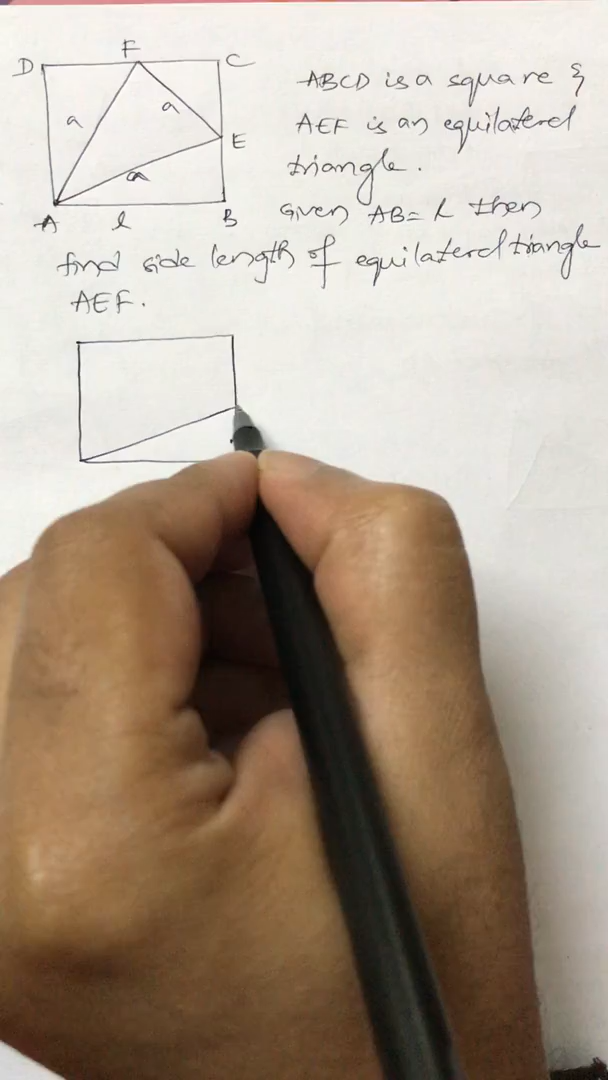 D F C
a a
E
a
A l B
ABCD is a square &
AEF is an equilateral
triangle.
Given AB = l then
find side length of equilateral triangle
AEF.